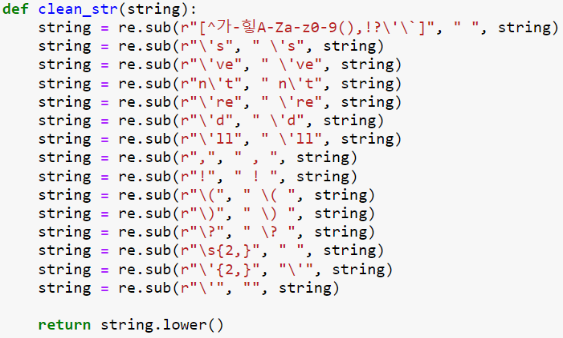 def clean_str(string):
    string = re.sub(r"[^가-힣A-Za-z0-9(),!?\'\`]", " ", string)
    string = re.sub(r"\'s", " \'s", string)
    string = re.sub(r"\'ve", " \'ve", string)
    string = re.sub(r"n\'t", " n\'t", string)
    string = re.sub(r"\'re", " \'re", string)
    string = re.sub(r"\'d", " \'d", string)
    string = re.sub(r"\'ll", " \'ll", string)
    string = re.sub(r",", " , ", string)
    string = re.sub(r"!", " ! ", string)
    string = re.sub(r"\(", " \( ", string)
    string = re.sub(r"\)", " \) ", string)
    string = re.sub(r"\?", " \? ", string)
    string = re.sub(r"\s{2,}", " ", string)
    string = re.sub(r"\'{2,}", "\'", string)
    string = re.sub(r"\'", "", string)

    return string.lower()